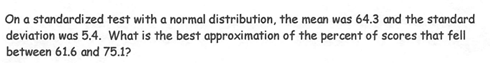 On a standardized test with a normal distribution, the mean was 64.3 and the standard
deviation was 5.4. What is the best approximation of the percent of scores that fell
between 61.6 and 75.1?